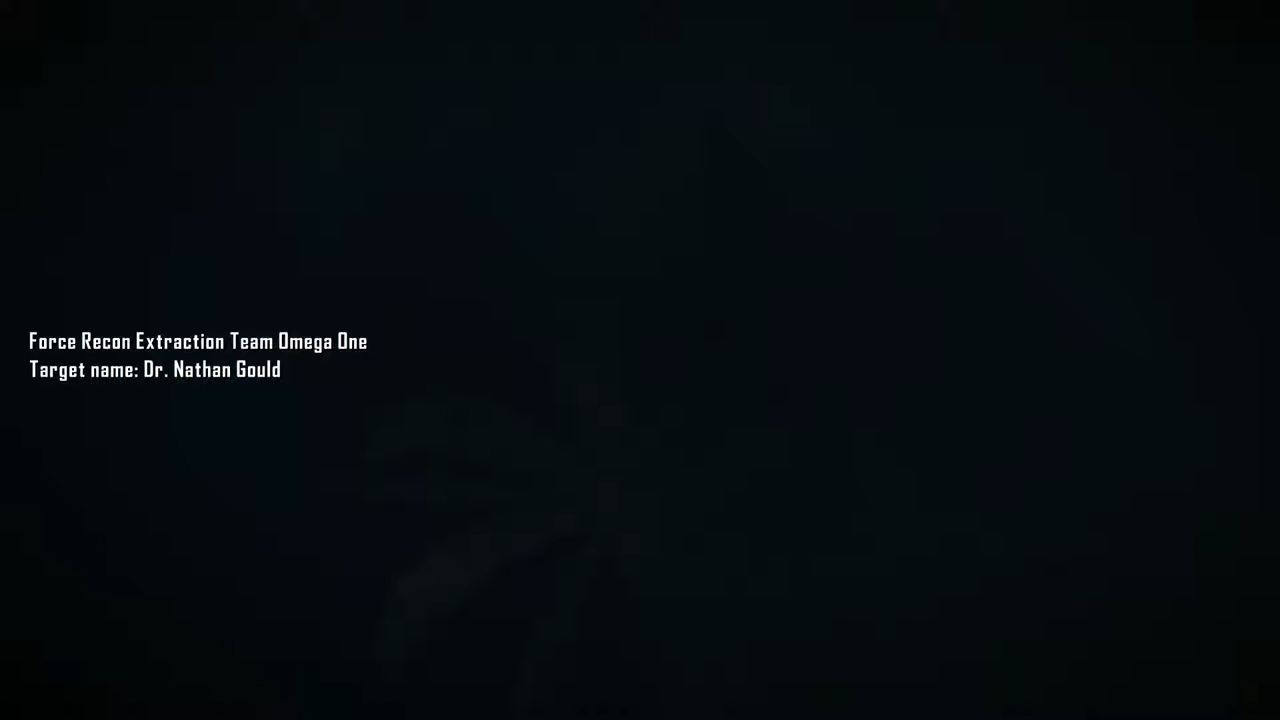 Force Recon Extraction Team Omega One
Target name: Dr. Nathan Gould